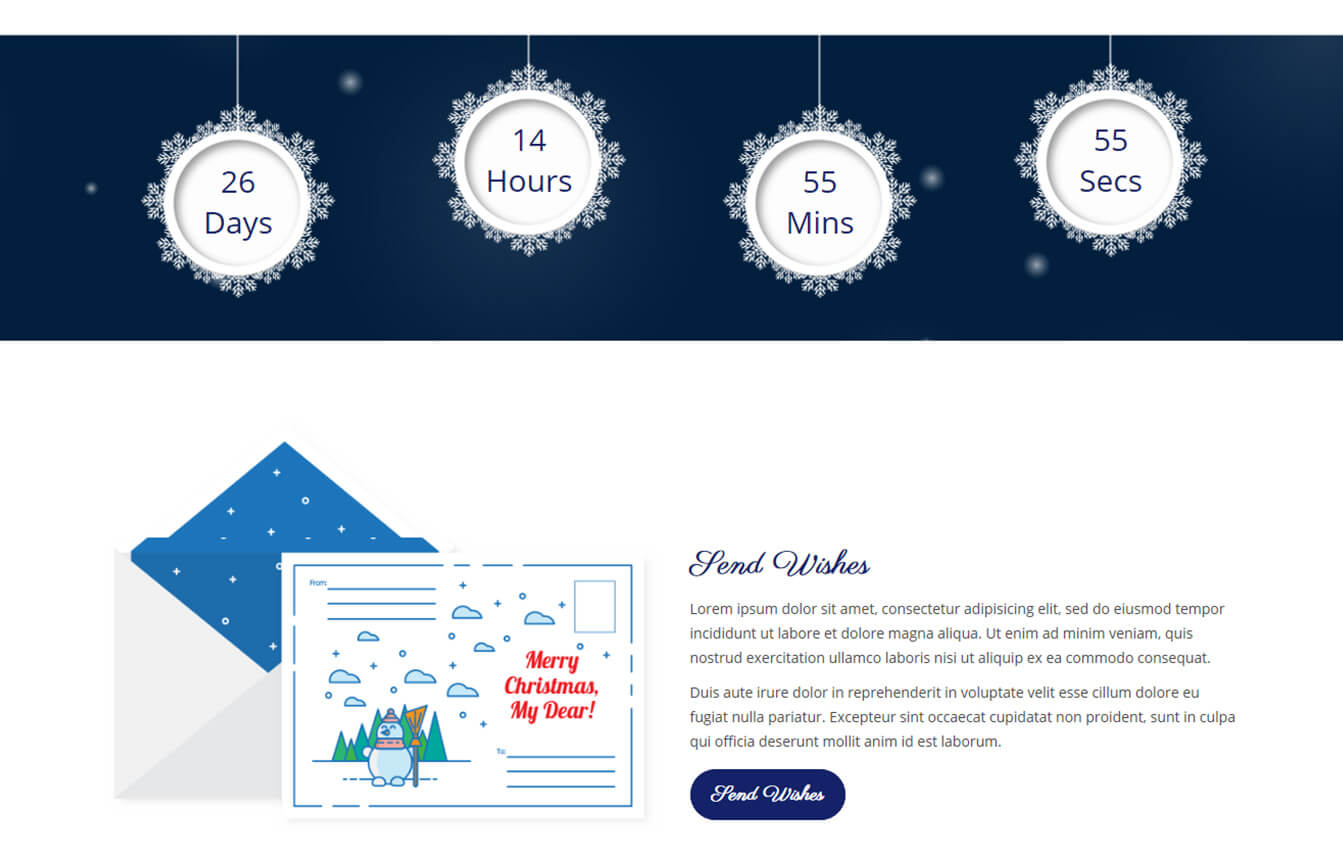 26
Days
14
Hours
55
Mins
55
Secs
From:
Merry
Christmas,
My Dear!
To:
Send Wishes
Lorem ipsum dolor sit amet, consectetur adipisicing elit, sed do eiusmod tempor
incididunt ut labore et dolore magna aliqua. Ut enim ad minim veniam, quis
nostrud exercitation ullamco laboris nisi ut aliquip ex ea commodo consequat.
Duis aute irure dolor in reprehenderit in voluptate velit esse cillum dolore eu
fugiat nulla pariatur. Excepteur sint occaecat cupidatat non proident, sunt in culpa
qui officia deserunt mollit anim id est laborum.
Send Wishes